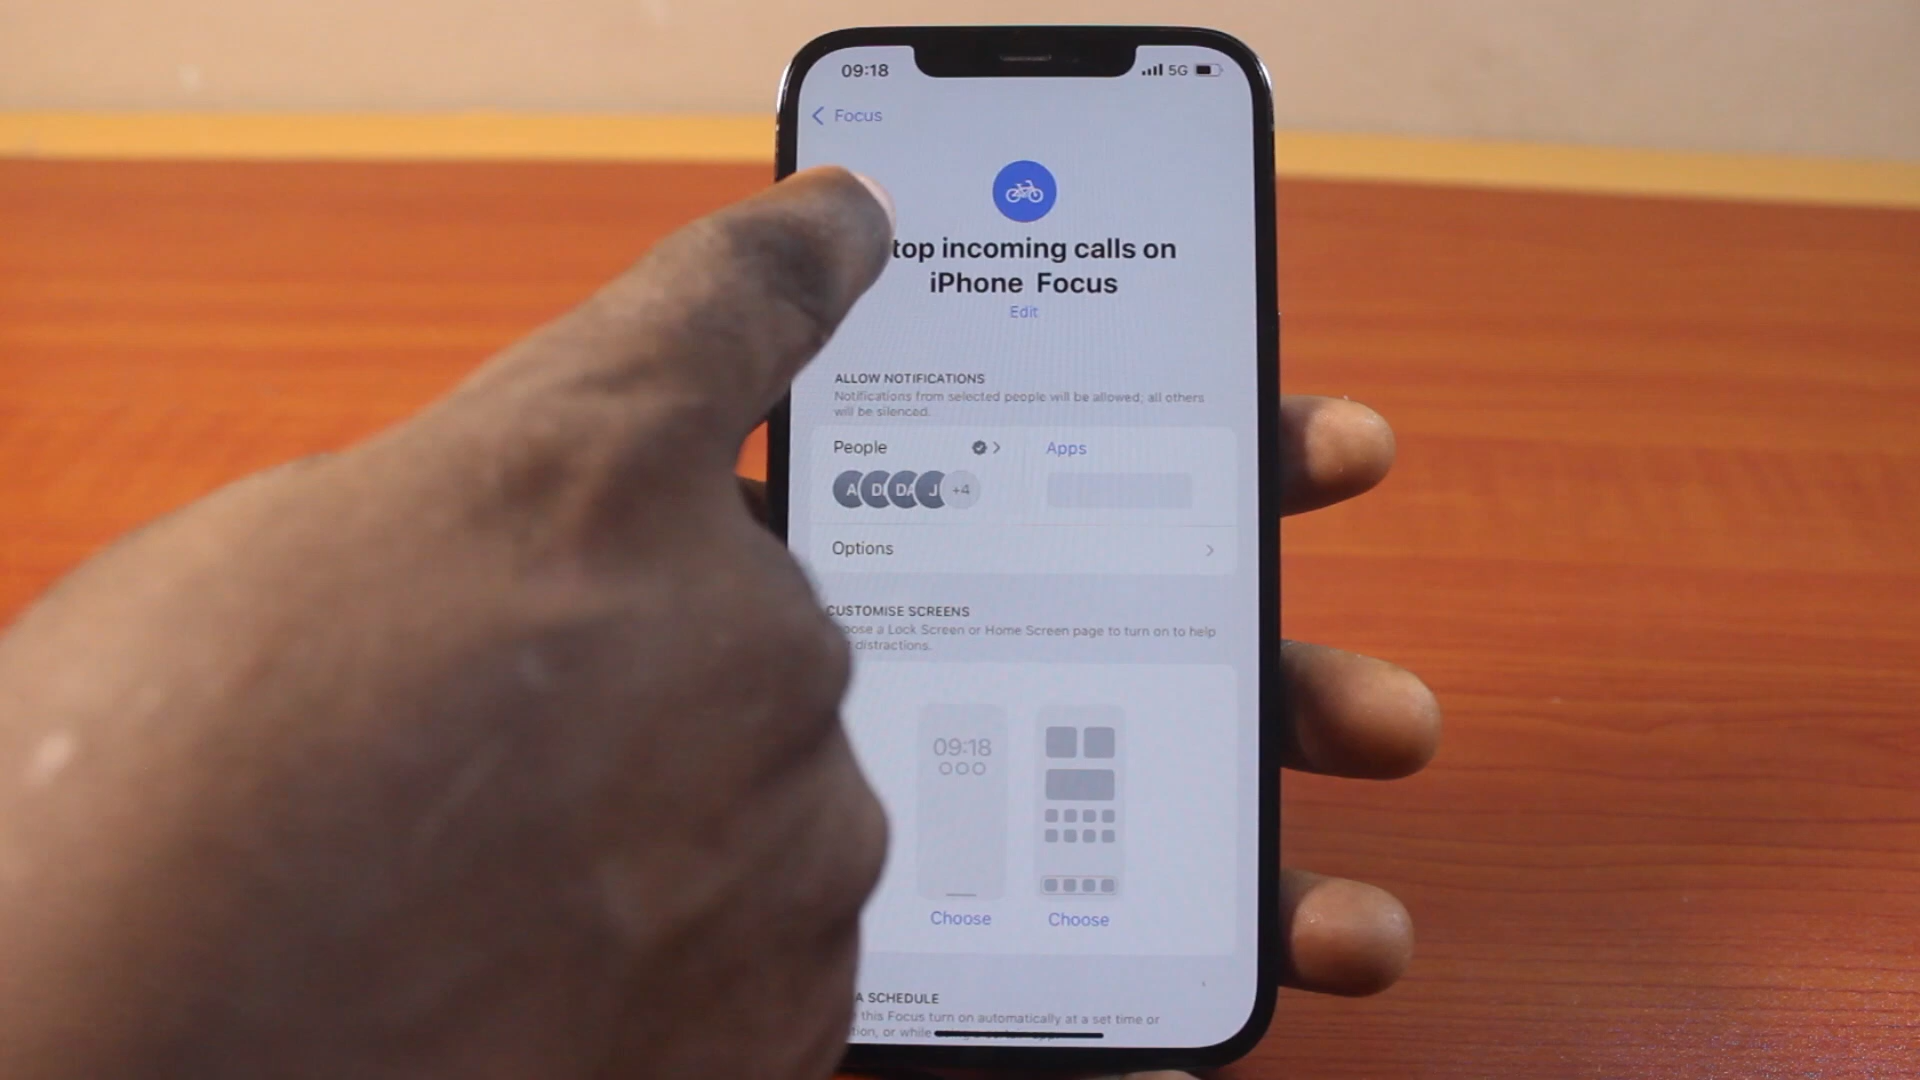 09:18
5G
Focus
top incoming calls on
iPhone Focus
Edit
ALLOW NOTIFICATIONS
Notifications from selected people will be allowed; all others
will be silenced.
People
Apps
A DI DA J +4
Options
CUSTOMISE SCREENS
oose a Lock Screen or Home Screen page to turn on to help
distractions.
09:18
Choose
Choose
A SCHEDULE
this Focus turn on automatically at a set time or
tion, or while